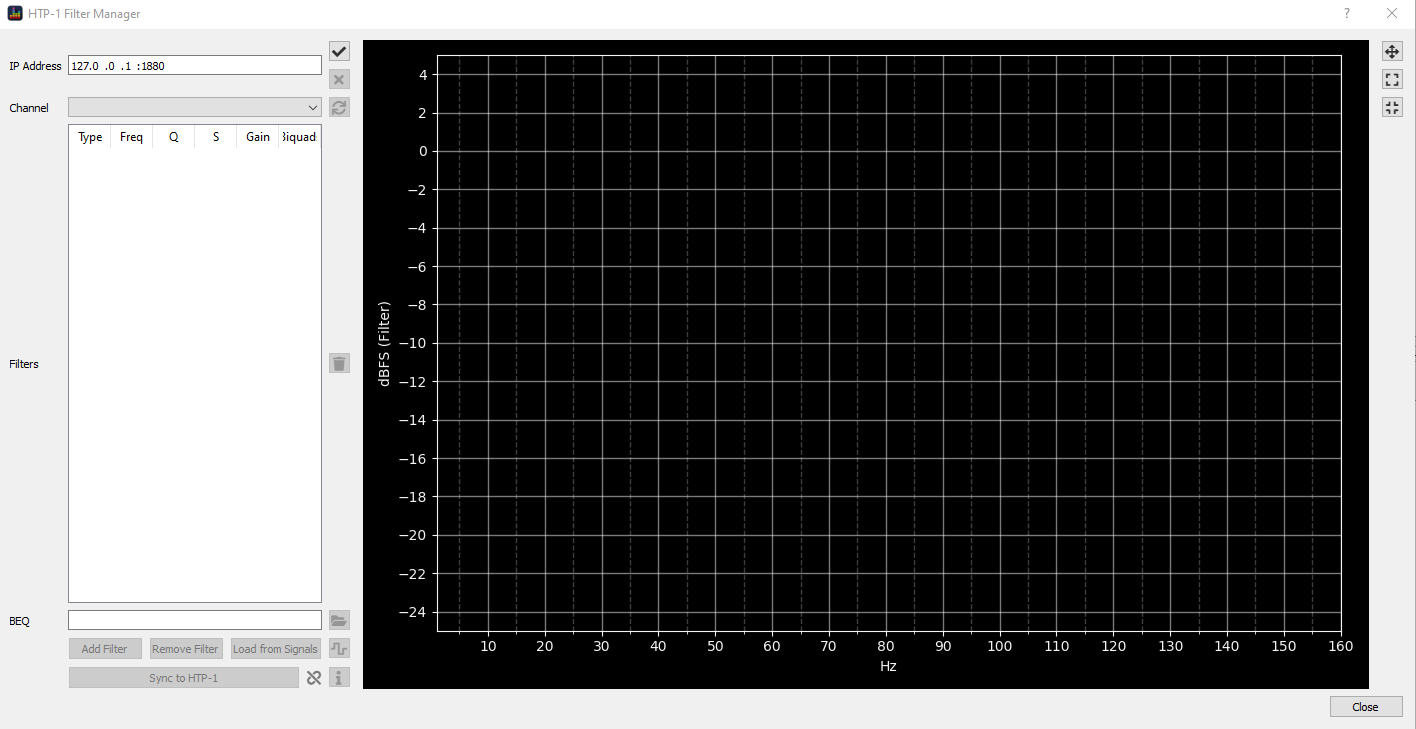 HTP-1 Filter Manager
?
IP Address 127.0 .0 .1 :1880
Channel
Type Freq Q S Gain Biquads
Filters
BEQ
Add Filter Remove Filter Load from Signals
Sync to HTP-1
dBFS (Filter)
4
2
0
−2
−4
−6
−8
−10
−12
−14
−16
−18
−20
−22
−24
10 20 30 40 50 60 70 80 90 100 110 120 130 140 150 160
Hz
Close